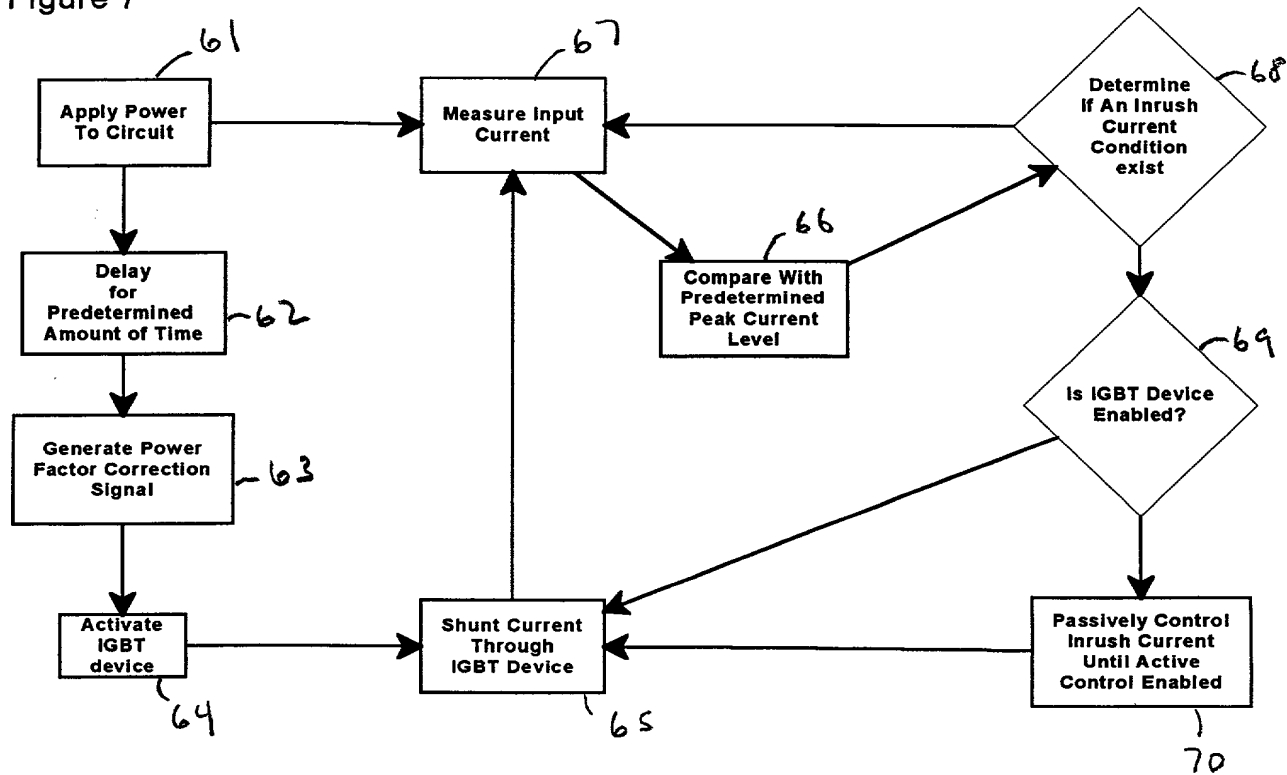 Figure 7
61
Apply Power
To Circuit
67
Measure Input
Current
68
Determine
If An Inrush
Current
Condition
exist
62
Delay
for
Predetermined
Amount of Time
66
Compare With
Predetermined
Peak Current
Level
69
Is IGBT Device
Enabled?
63
Generate Power
Factor Correction
Signal
64
Activate
IGBT
device
65
Shunt Current
Through
IGBT Device
70
Passively Control
Inrush Current
Until Active
Control Enabled